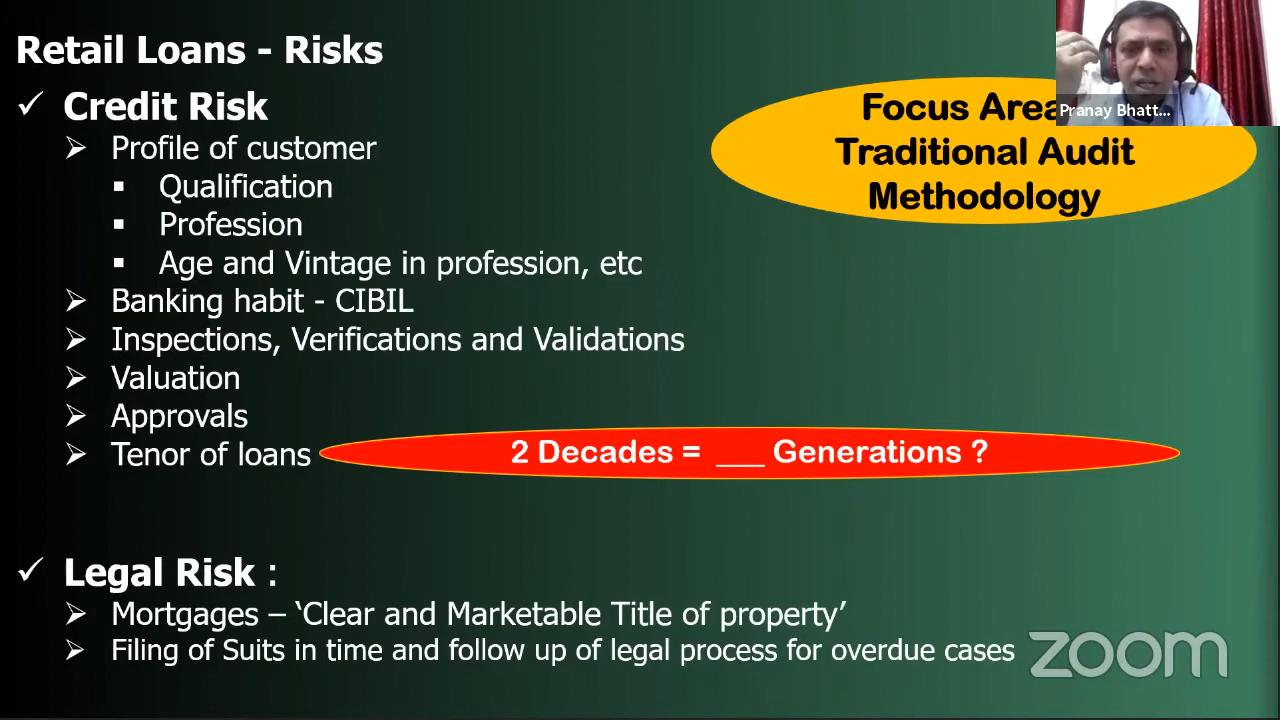 Retail Loans - Risks
✓ Credit Risk
➢ Profile of customer
▪ Qualification
▪ Profession
▪ Age and Vintage in profession, etc
➢ Banking habit - CIBIL
➢ Inspections, Verifications and Validations
➢ Valuation
➢ Approvals
➢ Tenor of loans
2 Decades = ___ Generations ?
✓ Legal Risk :
➢ Mortgages – ‘Clear and Marketable Title of property’
➢ Filing of Suits in time and follow up of legal process for overdue cases
Focus Area
Traditional Audit
Methodology
Pranay Bhatt...
zoom